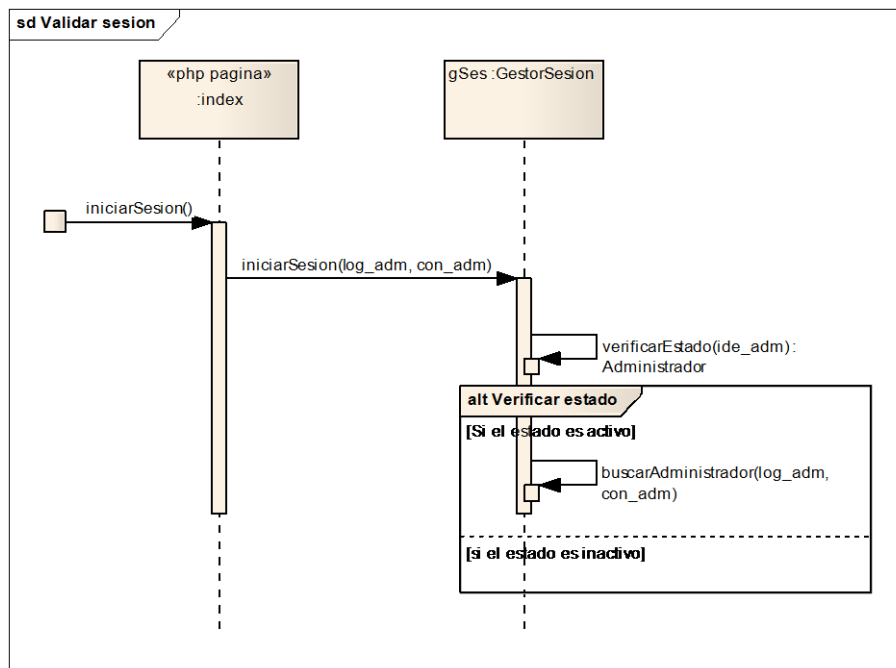 sd Validar sesion
«php pagina»
:index
gSes :GestorSesion
iniciarSesion()
iniciarSesion(log_adm, con_adm)
verificarEstado(ide_adm) :
Administrador
alt Verificar estado
[Si el estado es activo]
buscarAdministrador(log_adm,
con_adm)
[si el estado es inactivo]